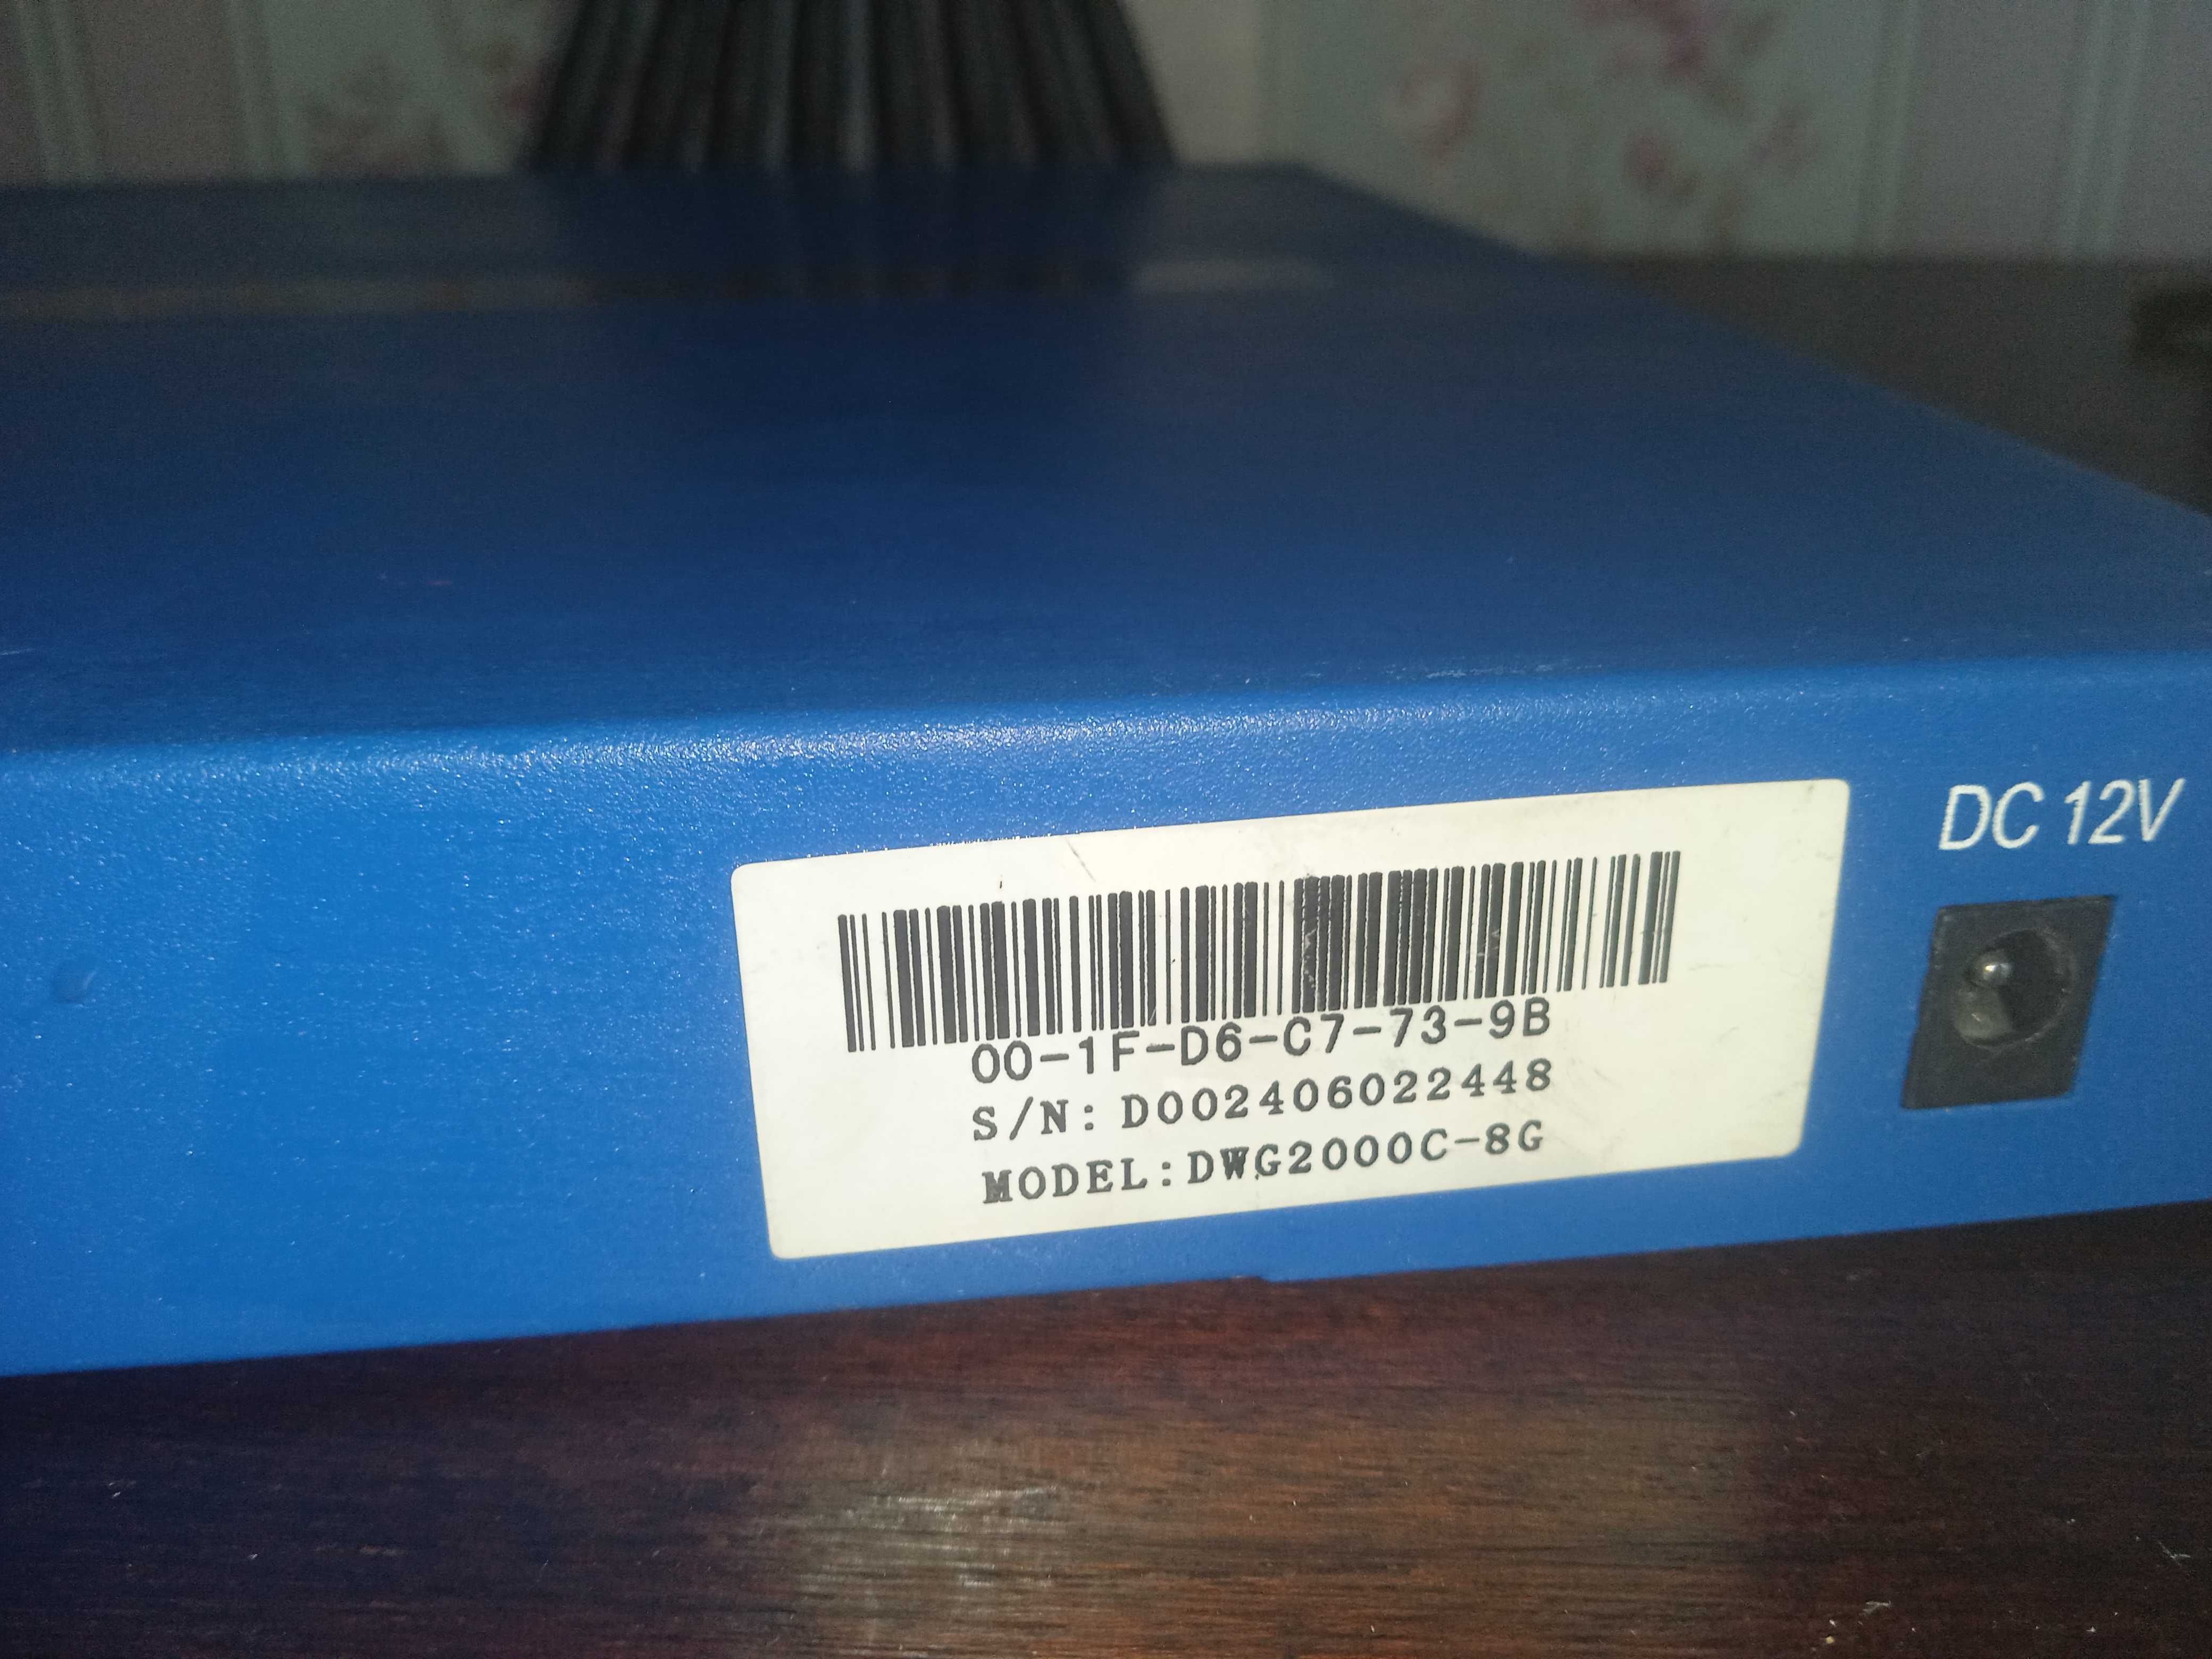 DC 12V
00-1F-D6-C7-73-9B
S/N: D002406022448
MODEL:DWG2000C-8G